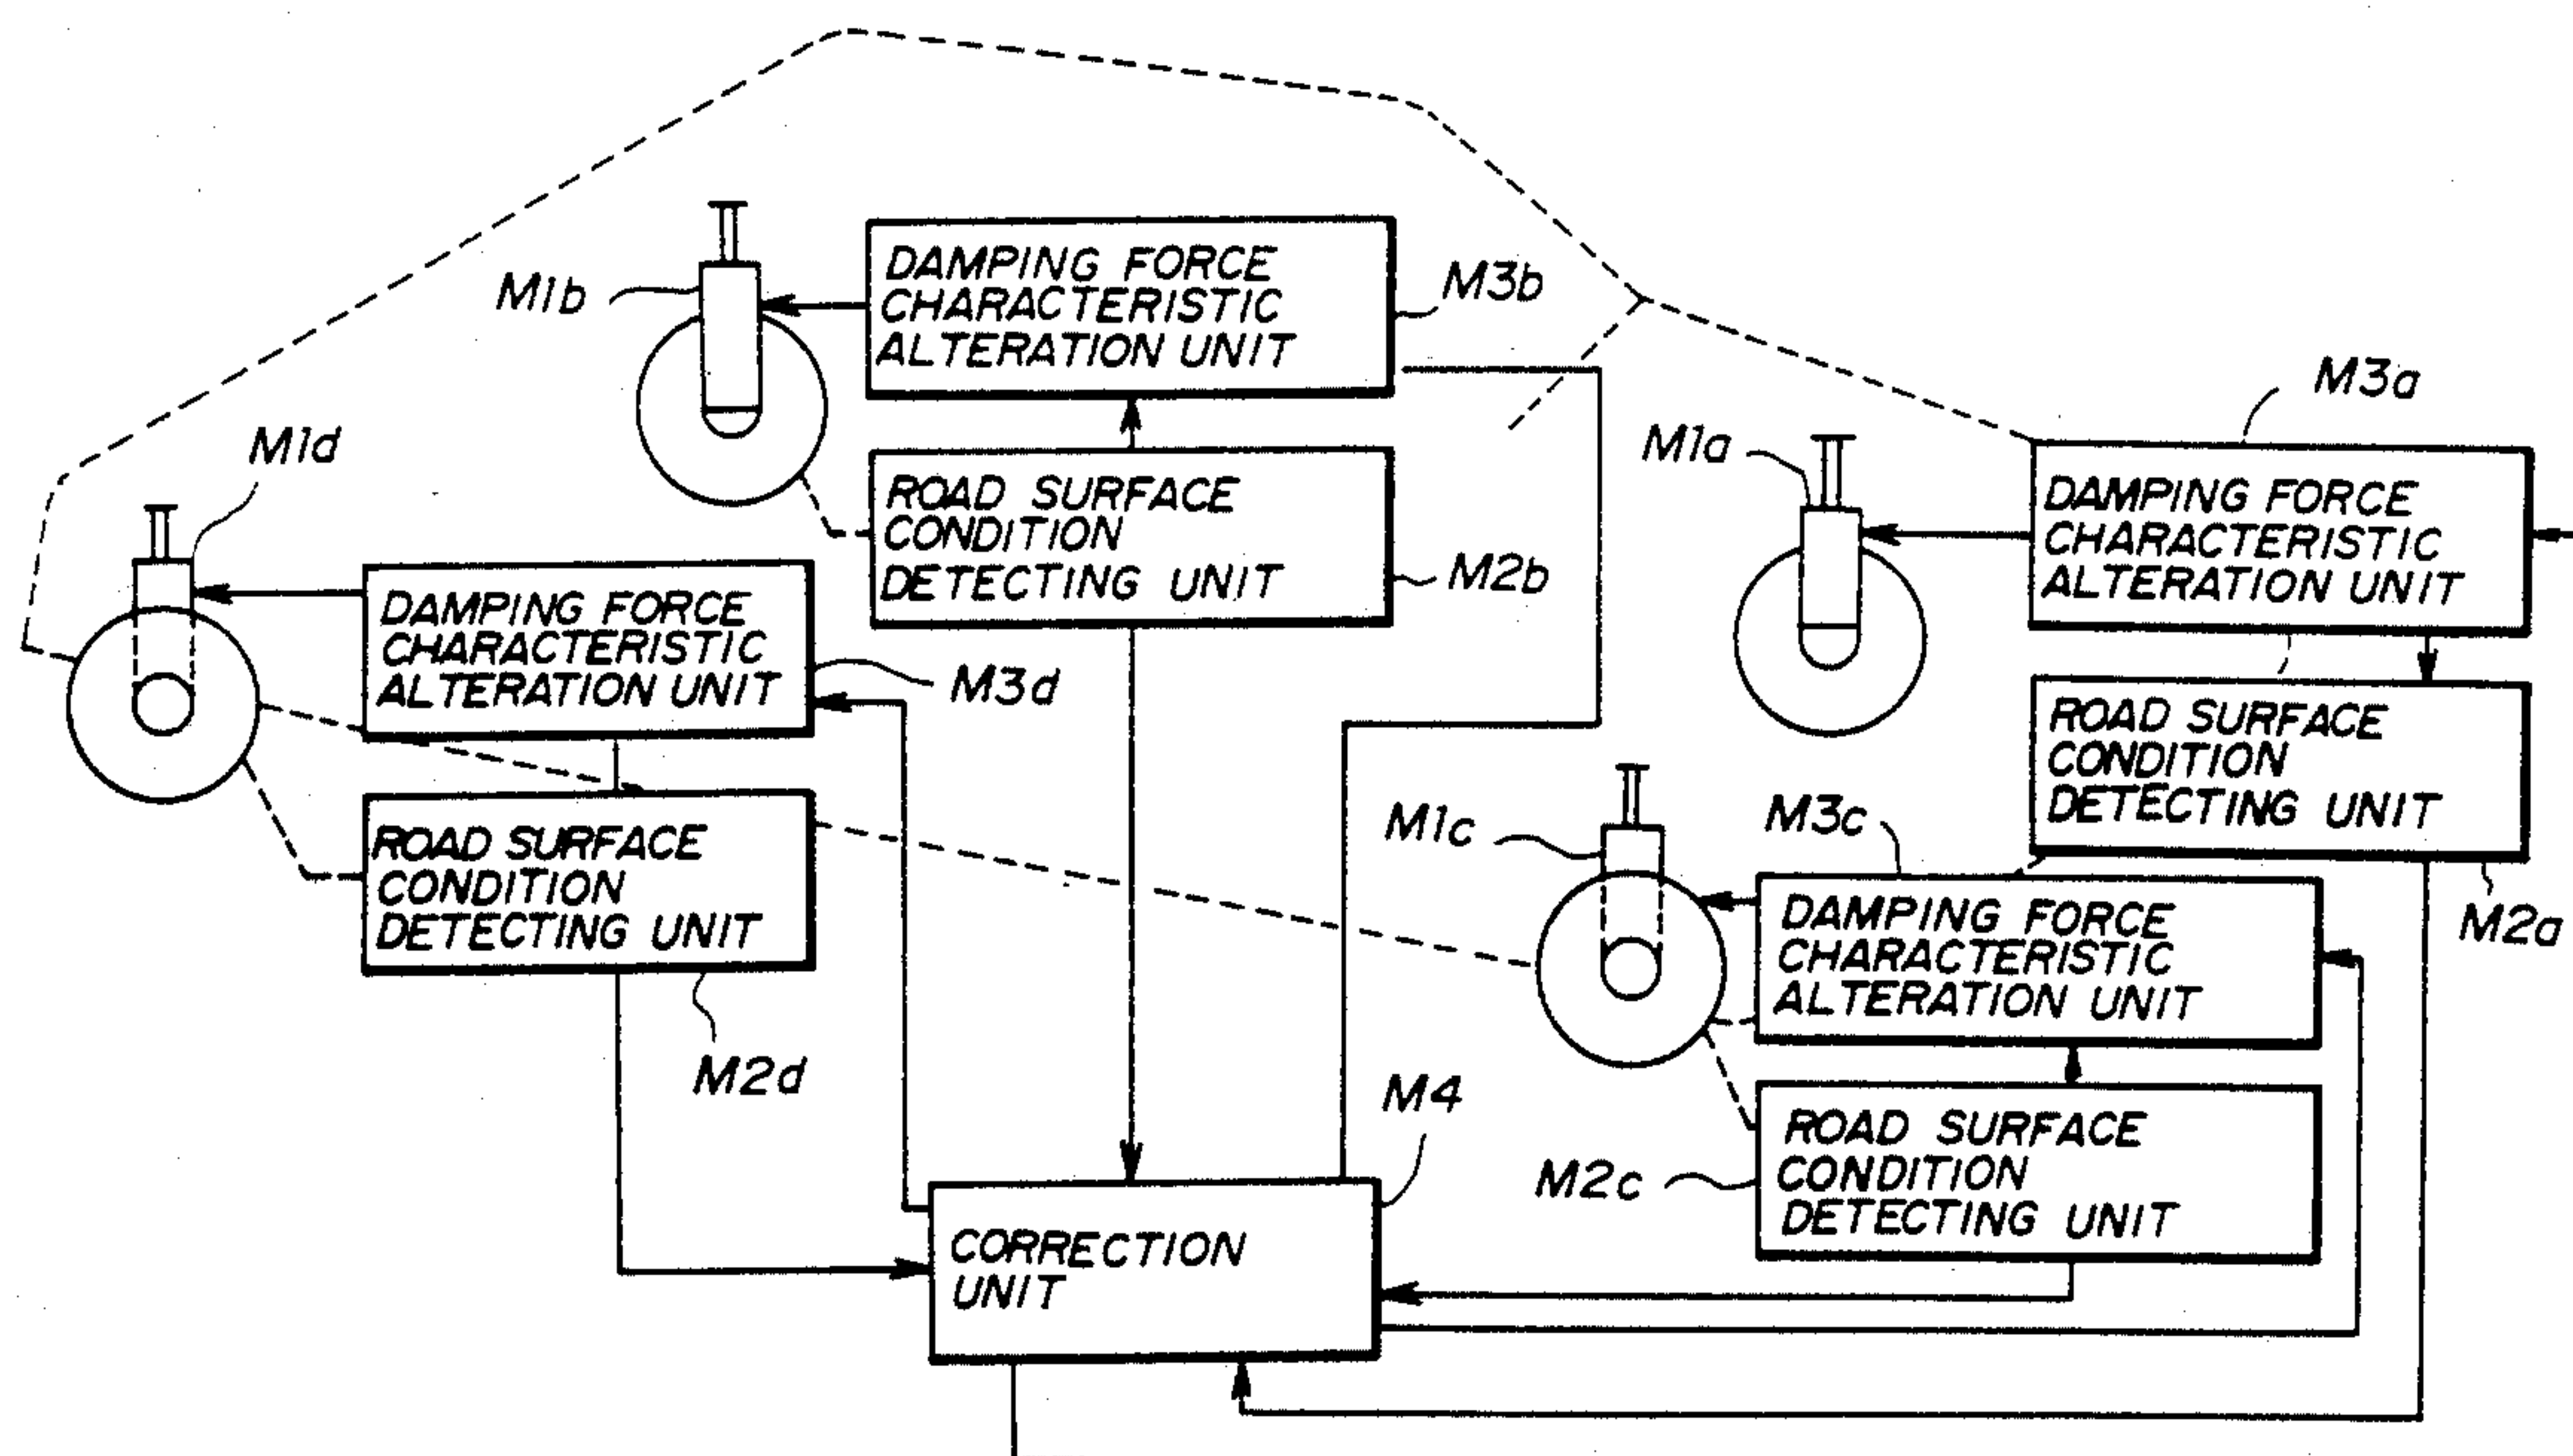 M1b
DAMPING FORCE
CHARACTERISTIC
ALTERATION UNIT
M3b
M1d
ROAD SURFACE
CONDITION
DETECTING UNIT
M2b
M3a
M1a
DAMPING FORCE
CHARACTERISTIC
ALTERATION UNIT
DAMPING FORCE
CHARACTERISTIC
ALTERATION UNIT
M3d
ROAD SURFACE
CONDITION
DETECTING UNIT
M2a
ROAD SURFACE
CONDITION
DETECTING UNIT
M2d
M1c
M3c
DAMPING FORCE
CHARACTERISTIC
ALTERATION UNIT
M4
M2c
ROAD SURFACE
CONDITION
DETECTING UNIT
CORRECTION
UNIT